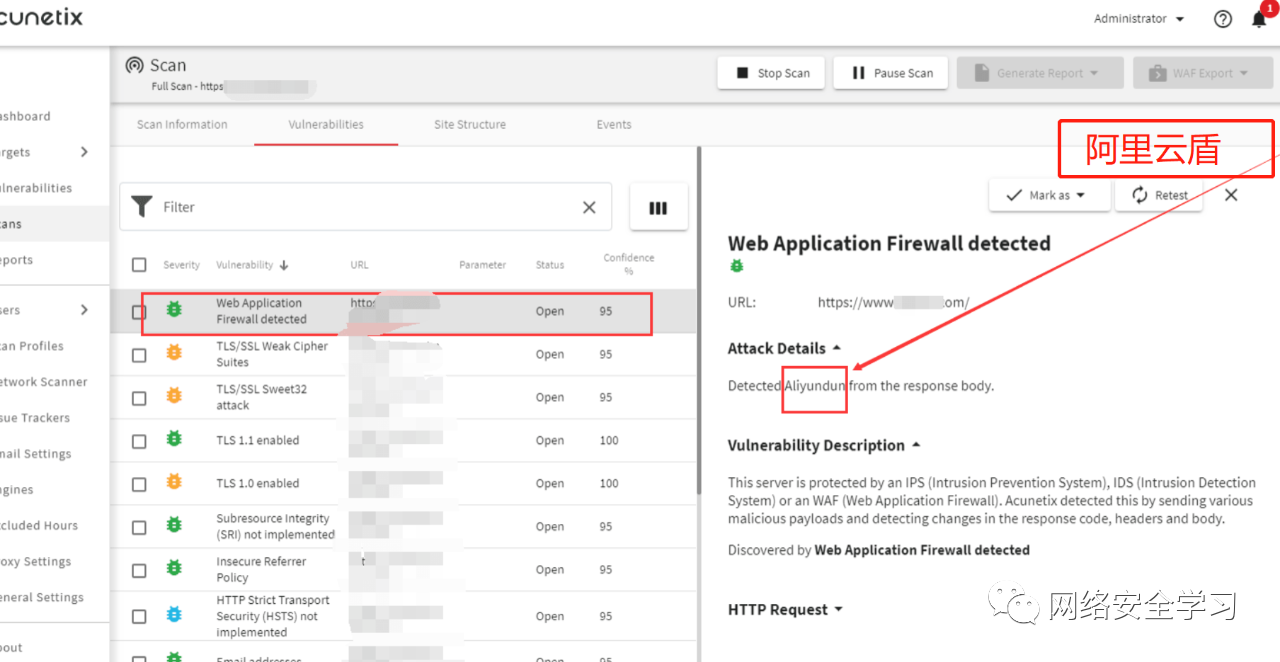 cunetix
Administrator
1
Scan
Full Scan - https
Stop Scan
Pause Scan
Generate Report
WAF Export
Scan Information
Vulnerabilities
Site Structure
Events
阿里云盾
ashboard
argets
ulnerabilities
ans
eports
sers
can Profiles
etwork Scanner
sue Trackers
mail Settings
ngines
xcluded Hours
oxy Settings
eneral Settings
bout
Filter
Severity
Vulnerability
URL
Parameter
Status
Confidence
%
Web Application
Firewall detected
https
Open
95
TLS/SSL Weak Cipher
Suites
Open
95
TLS/SSL Sweet32
attack
Open
95
TLS 1.1 enabled
Open
100
TLS 1.0 enabled
Open
100
Subresource Integrity
(SRI) not implemented
Open
95
Insecure Referrer
Policy
Open
95
HTTP Strict Transport
Security (HSTS) not
implemented
Open
95
Email addresses
Open
95
Mark as
Retest
Web Application Firewall detected
URL:
https://www
.com/
Attack Details
Detected Aliyundun from the response body.
Vulnerability Description
This server is protected by an IPS (Intrusion Prevention System), IDS (Intrusion Detection
System) or an WAF (Web Application Firewall). Acunetix detected this by sending various
malicious payloads and detecting changes in the response code, headers and body.
Discovered by Web Application Firewall detected
HTTP Request
网络安全学习